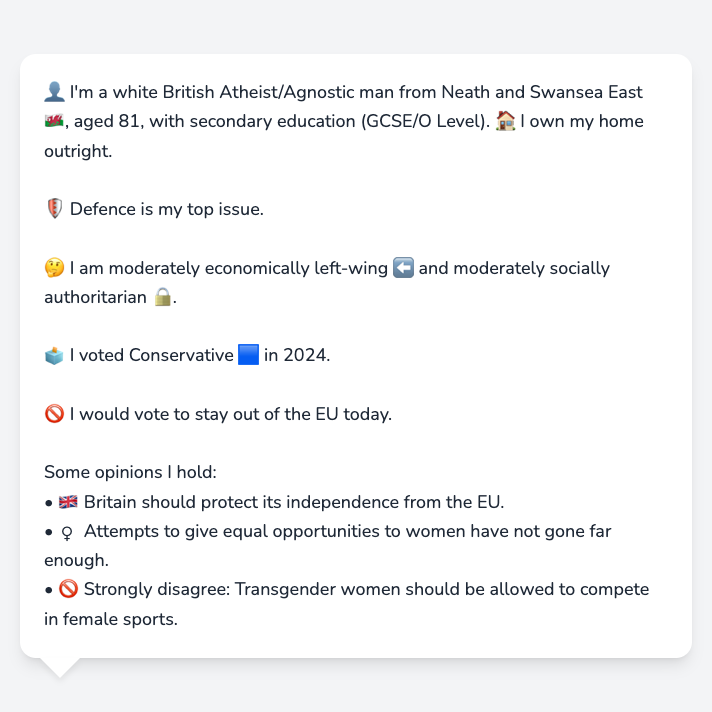 👤 I'm a white British Atheist/Agnostic man from Neath and Swansea East
🏴󠁧󠁢󠁷󠁬󠁳󠁿, aged 81, with secondary education (GCSE/O Level). 🏠 I own my home
outright.
🛡️ Defence is my top issue.
🤔 I am moderately economically left-wing ⬅️ and moderately socially
authoritarian 🔒.
🗳️ I voted Conservative 🟦 in 2024.
🚫 I would vote to stay out of the EU today.
Some opinions I hold:
• 🇬🇧 Britain should protect its independence from the EU.
• ♀ Attempts to give equal opportunities to women have not gone far
enough.
• 🚫 Strongly disagree: Transgender women should be allowed to compete
in female sports.